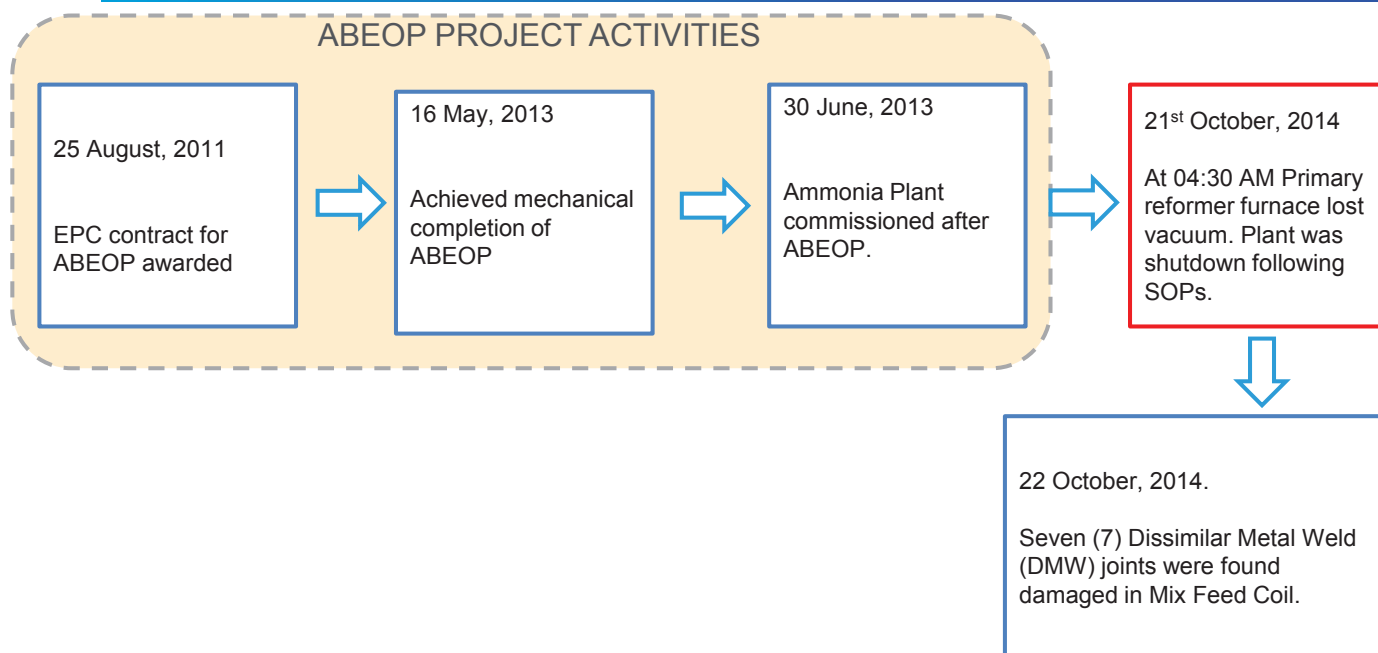 ABEOP PROJECT ACTIVITIES
25 August, 2011
EPC contract for
ABEOP awarded
16 May, 2013
Achieved mechanical
completion of
ABEOP
30 June, 2013
Ammonia Plant
commissioned after
ABEOP.
21st October, 2014
At 04:30 AM Primary
reformer furnace lost
vacuum. Plant was
shutdown following
SOPs.
22 October, 2014.
Seven (7) Dissimilar Metal Weld
(DMW) joints were found
damaged in Mix Feed Coil.